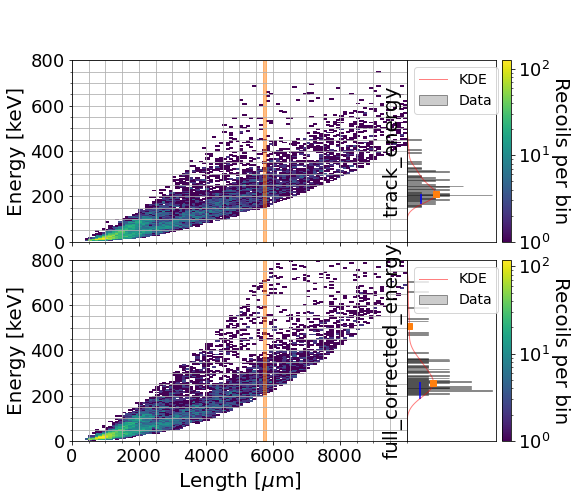 800
600
400
200
0
Energy [keV]
track_energy
KDE
Data
10²
10¹
10⁰
Recoils per bin
800
600
400
200
0
Energy [keV]
0
2000
4000
6000
8000
Length [μm]
full_corrected_energy
KDE
Data
10²
10¹
10⁰
Recoils per bin